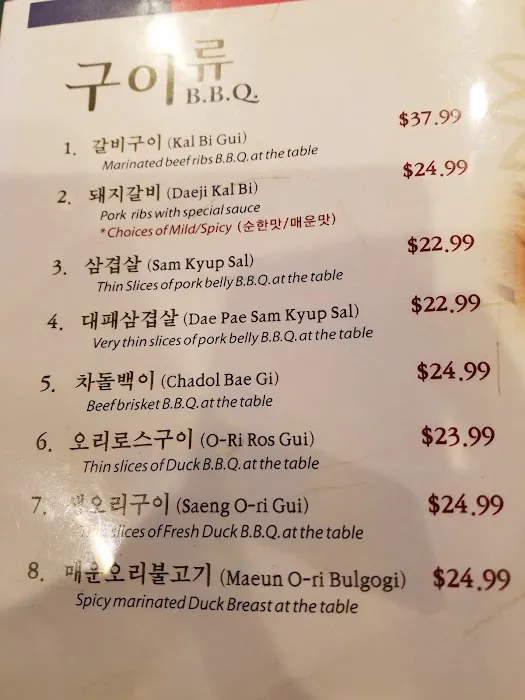 구이류
B.B.Q.
1. 갈비구이 (Kal Bi Gui) $37.99
Marinated beef ribs B.B.Q. at the table
2. 돼지갈비 (Daeji Kal Bi) $24.99
Pork ribs with special sauce
*Choices of Mild/Spicy (순한맛/매운맛)
3. 삼겹살 (Sam Kyup Sal) $22.99
Thin Slices of pork belly B.B.Q. at the table
4. 대패삼겹살 (Dae Pae Sam Kyup Sal) $22.99
Very thin slices of pork belly B.B.Q. at the table
5. 차돌백이 (Chadol Bae Gi) $24.99
Beef brisket B.B.Q. at the table
6. 오리로스구이 (O-Ri Ros Gui) $23.99
Thin slices of Duck B.B.Q. at the table
7. 생오리구이 (Saeng O-ri Gui) $24.99
Thin slices of Fresh Duck B.B.Q. at the table
8. 매운오리불고기 (Maeun O-ri Bulgogi) $24.99
Spicy marinated Duck Breast at the table